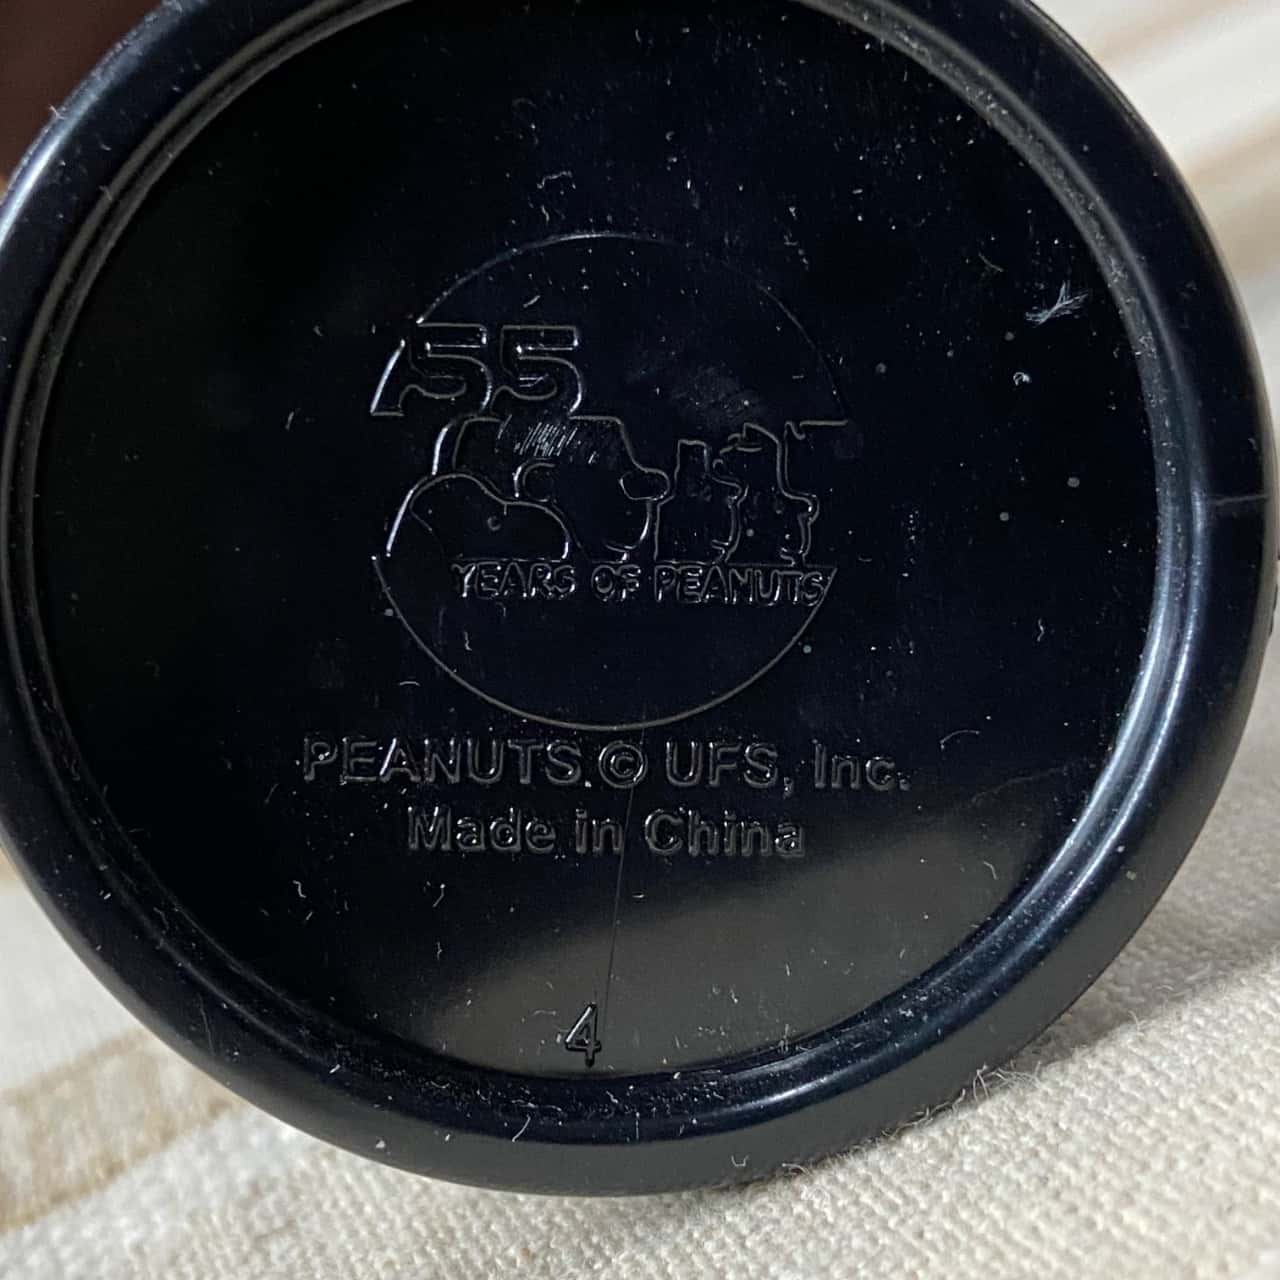 55
YEARS OF PEANUTS
PEANUTS © UFS, Inc.
Made in China
4